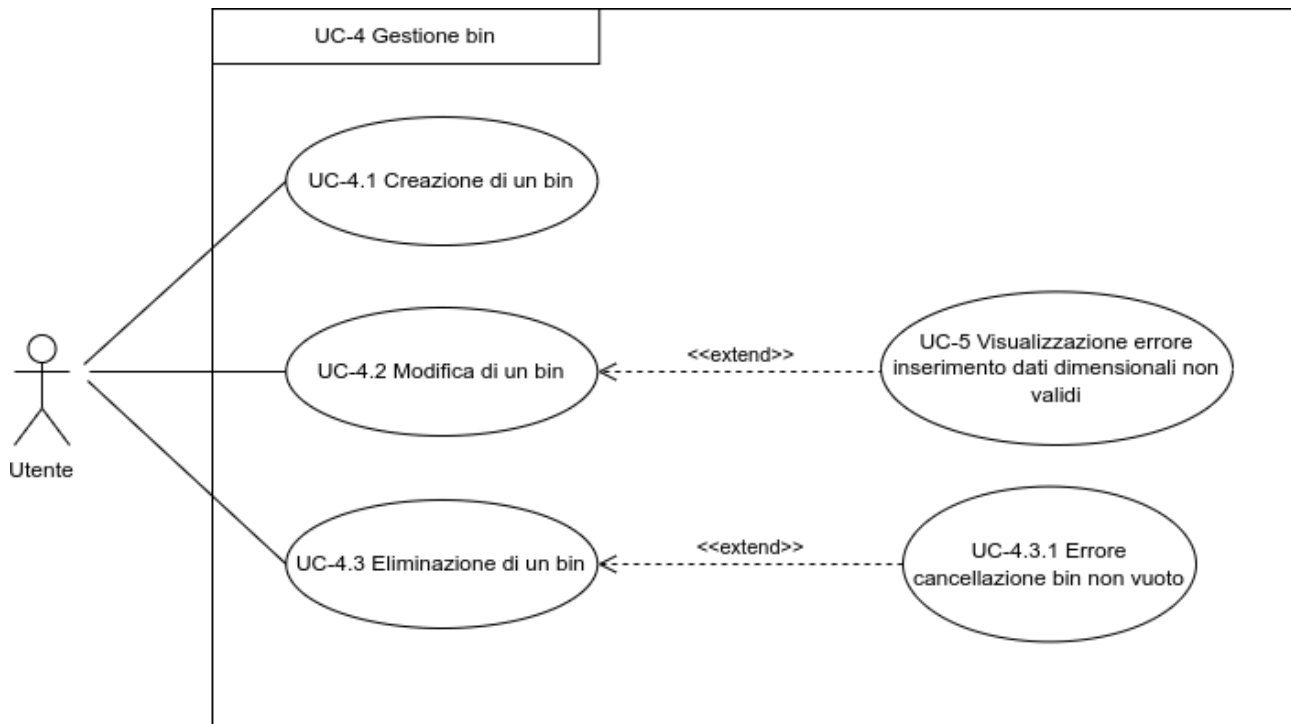 UC-4 Gestione bin
UC-4.1 Creazione di un bin
UC-4.2 Modifica di un bin
<<extend>>
UC-5 Visualizzazione errore
inserimento dati dimensionali non
validi
Utente
UC-4.3 Eliminazione di un bin
<<extend>>
UC-4.3.1 Errore
cancellazione bin non vuoto